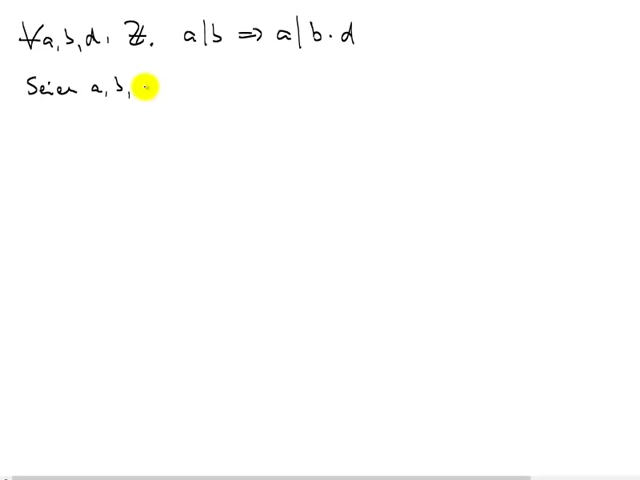 ∀a, b, d : ℤ. a|b ⇒ a|b·d
Seien a, b,